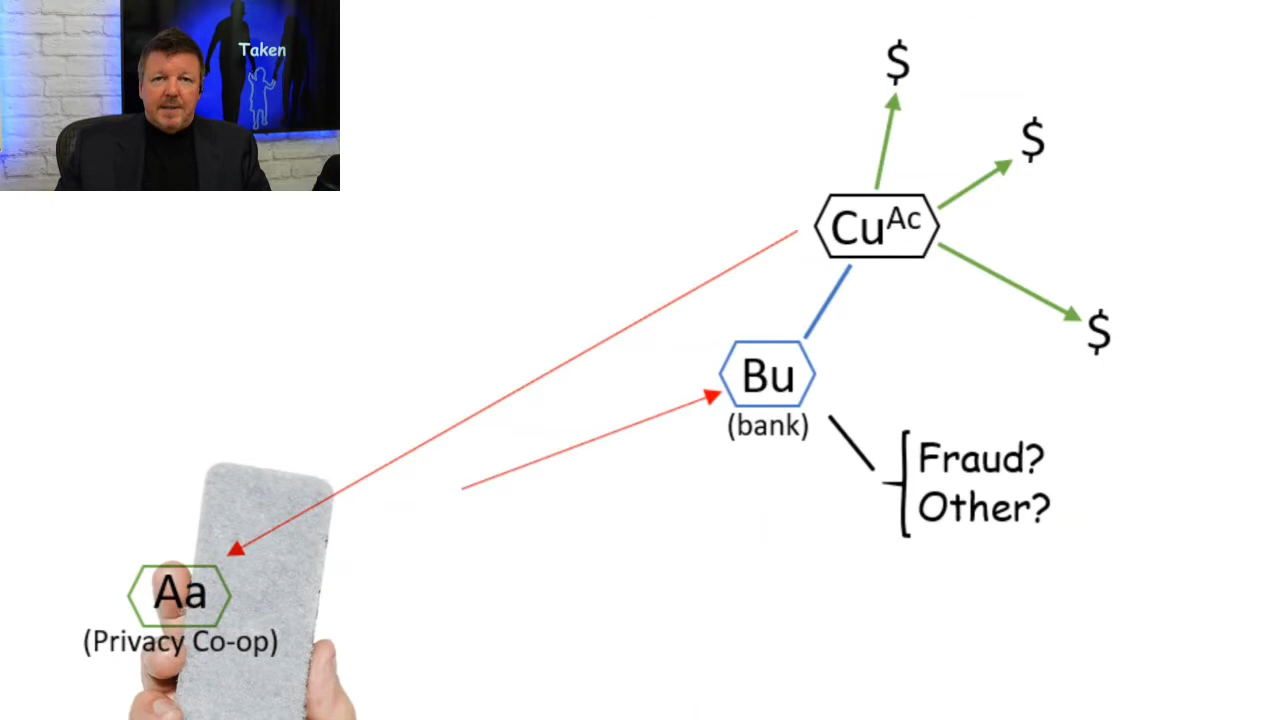 Taken
$
$
Cu^Ac
$
Bu
(bank)
Fraud?
Other?
Aa
(Privacy Co-op)